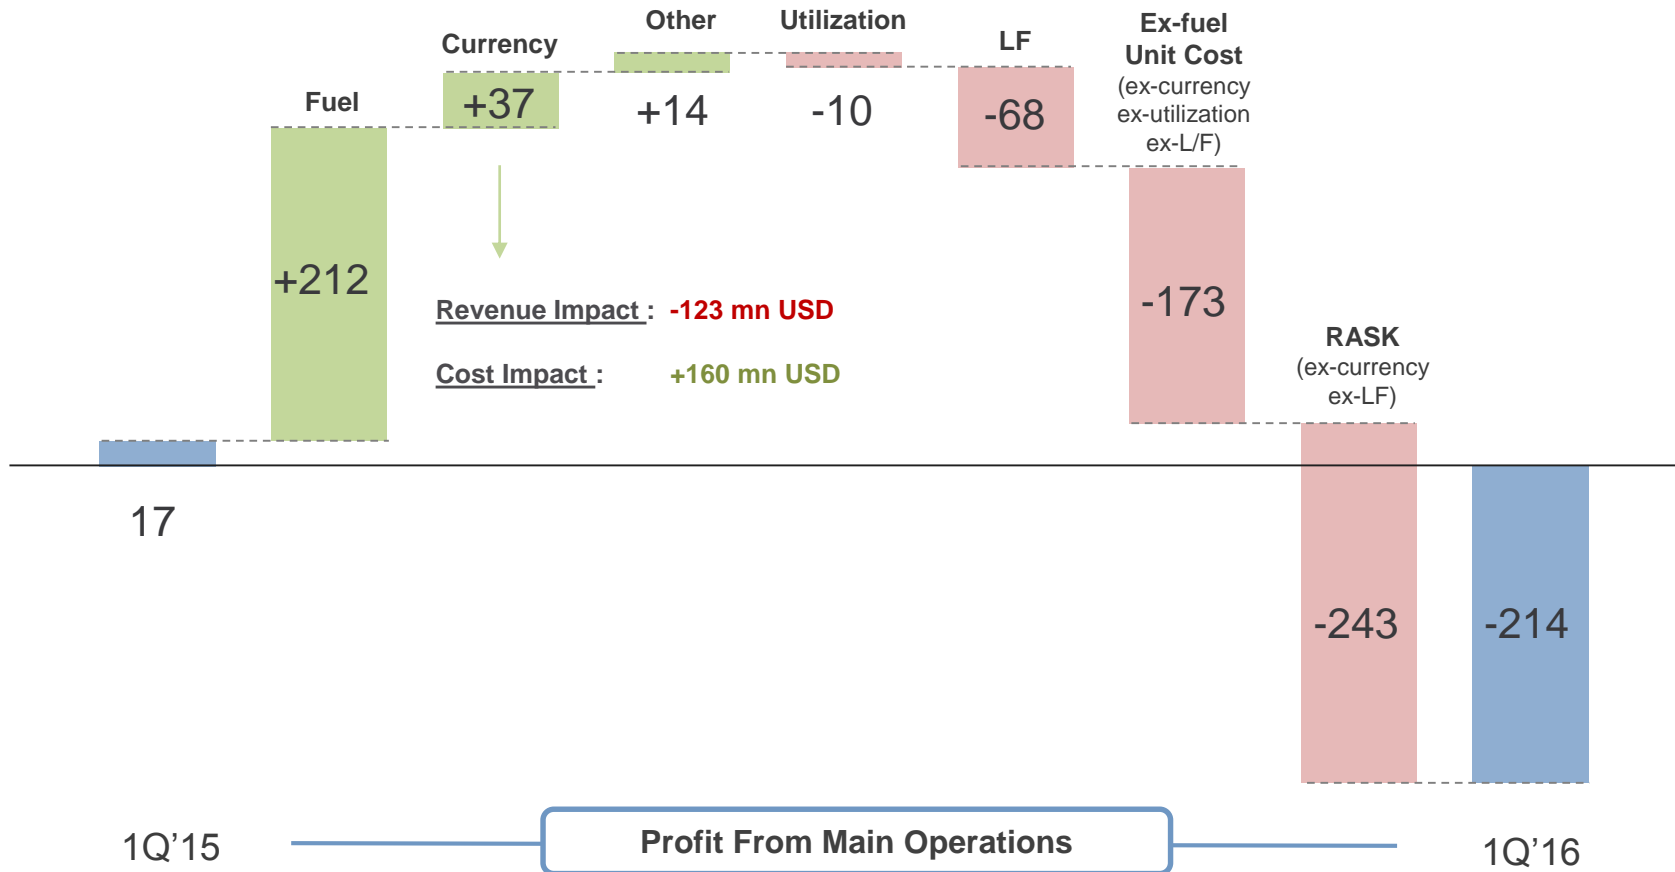 Fuel
+212
Currency
+37
Other
+14
Utilization
-10
LF
-68
Ex-fuel
Unit Cost
(ex-currency
ex-utilization
ex-L/F)
-173
RASK
(ex-currency
ex-LF)
-243
-214
17
Revenue Impact : -123 mn USD
Cost Impact : +160 mn USD
1Q’15
Profit From Main Operations
1Q’16